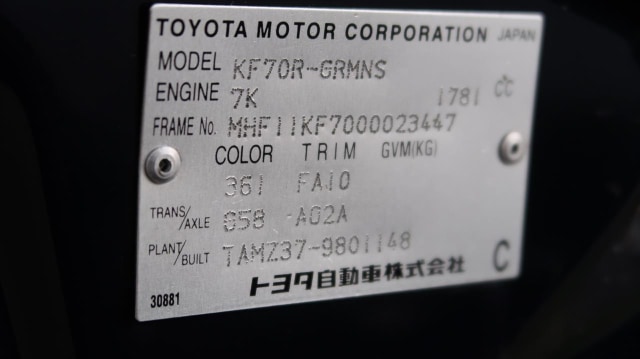 TOYOTA MOTOR CORPORATION JAPAN
MODEL KF70R-GRMNS
ENGINE 7K 1781 CC
FRAME No. MHF11KF7000023447
COLOR TRIM GVM(KG)
361 FA10
TRANS/AXLE G58 A02A
PLANT/BUILT TAMZ37-9801148
トヨタ自動車株式会社 C
30881